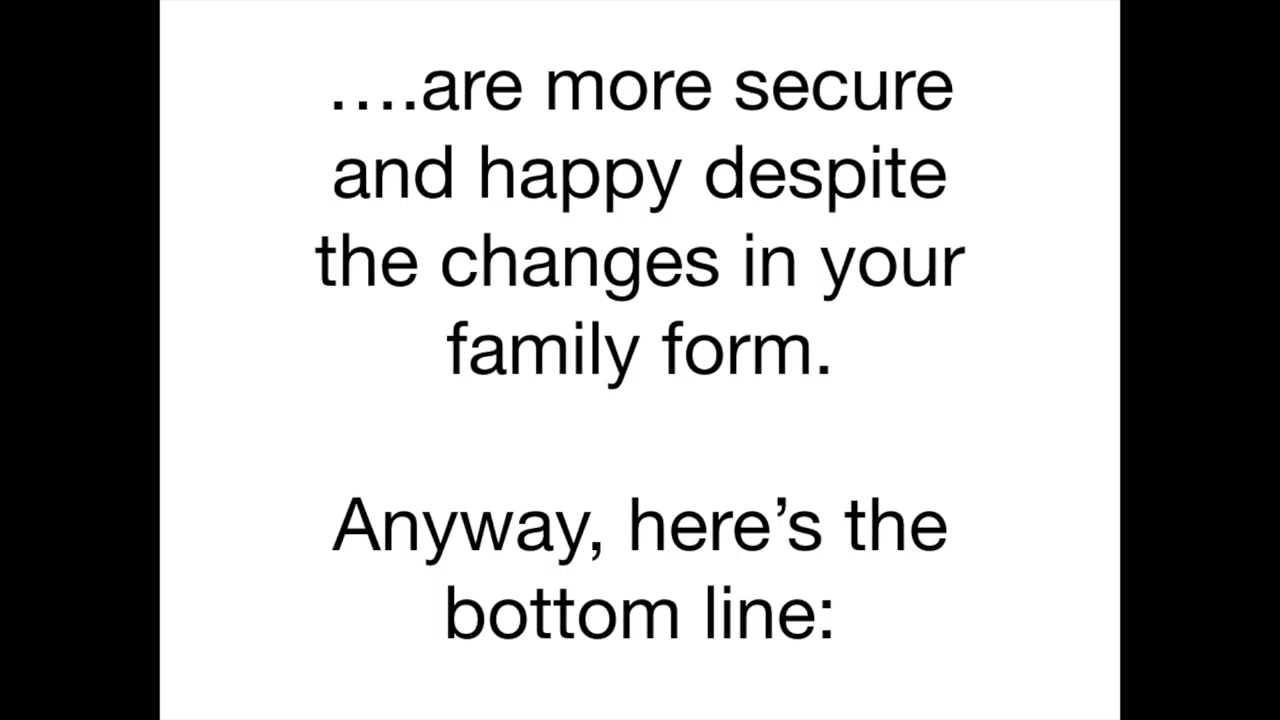 ….are more secure
and happy despite
the changes in your
family form.
Anyway, here’s the
bottom line: